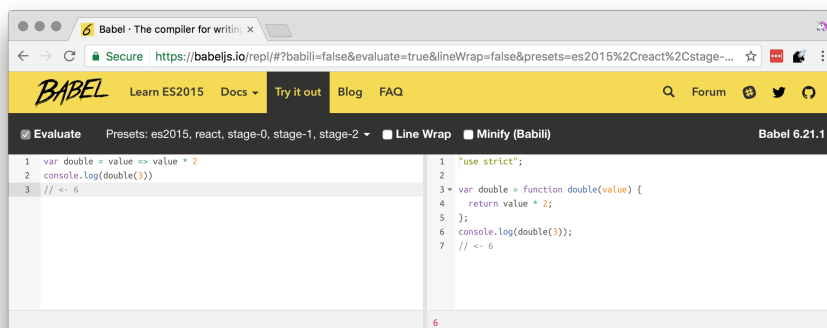 6 Babel · The compiler for writing
Secure https://babeljs.io/repl/#?babili=false&evaluate=true&lineWrap=false&presets=es2015%2Creact%2Cstage-...
BABEL Learn ES2015 Docs Try it out Blog FAQ Forum
Evaluate Presets: es2015, react, stage-0, stage-1, stage-2 Line Wrap Minify (Babili) Babel 6.21.1
1 var double = value => value * 2
2 console.log(double(3))
3 // <- 6
1 "use strict";
2
3 var double = function double(value) {
4 return value * 2;
5 };
6 console.log(double(3));
7 // <- 6
6